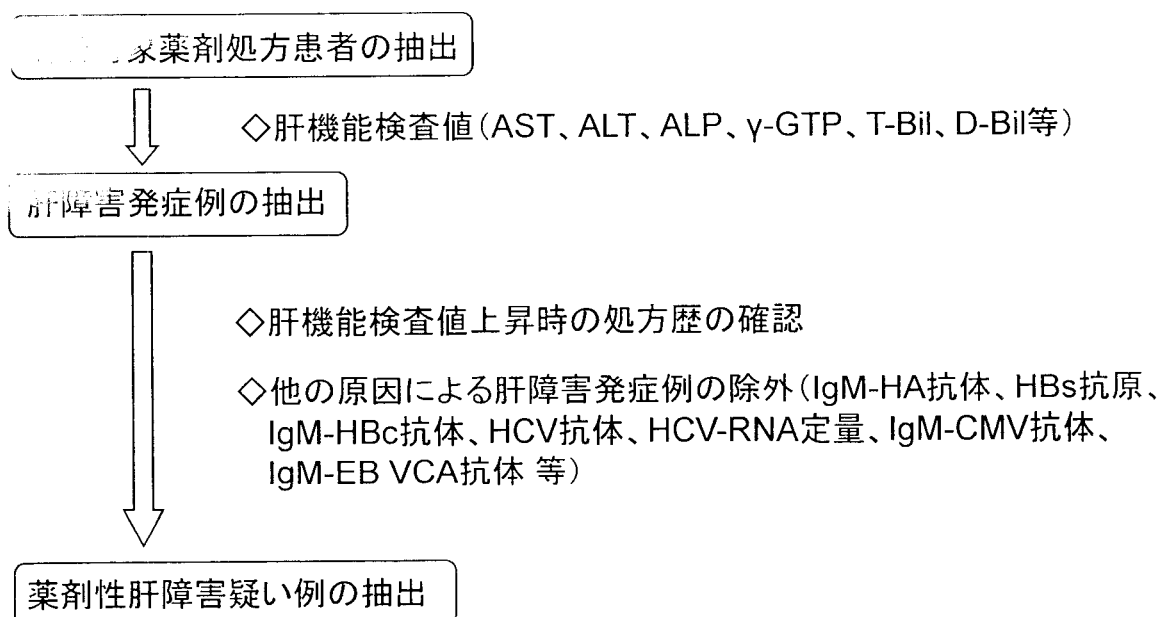 象薬剤処方患者の抽出
◇肝機能検査値（AST、ALT、ALP、γ-GTP、T-Bil、D-Bil等）
肝障害発症例の抽出
◇肝機能検査値上昇時の処方歴の確認
◇他の原因による肝障害発症例の除外（IgM-HA抗体、HBs抗原、
IgM-HBc抗体、HCV抗体、HCV-RNA定量、IgM-CMV抗体、
IgM-EB VCA抗体 等）
薬剤性肝障害疑い例の抽出